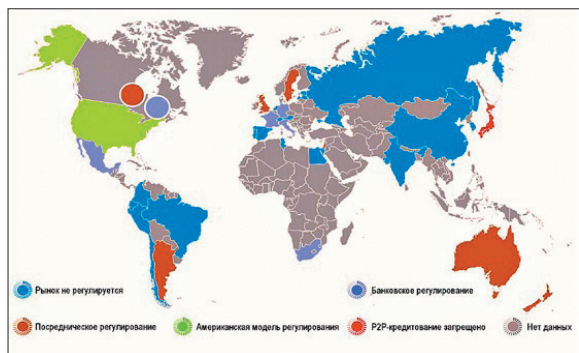 Рынок не регулируется
Банковское регулирование
Посредническое регулирование
Американская модель регулирования
P2P-кредитование запрещено
Нет данных